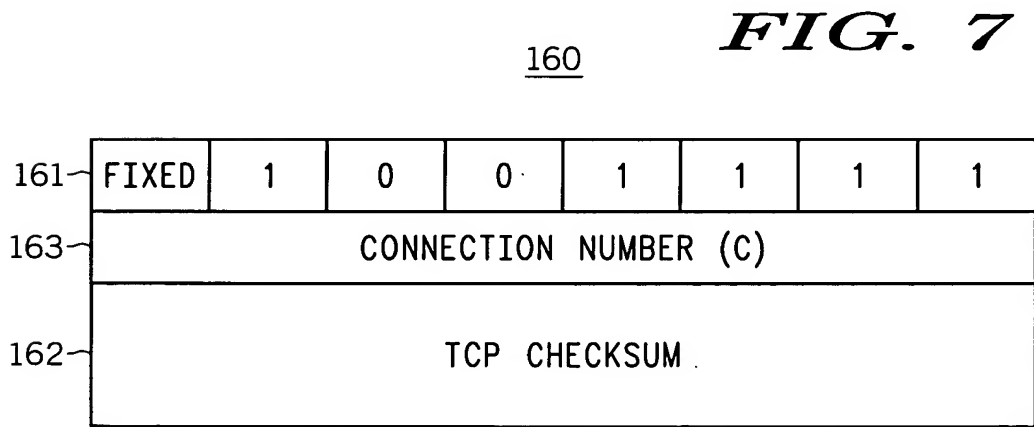 FIG. 7
160
161 FIXED 1 0 0 1 1 1 1
163 CONNECTION NUMBER (C)
162 TCP CHECKSUM